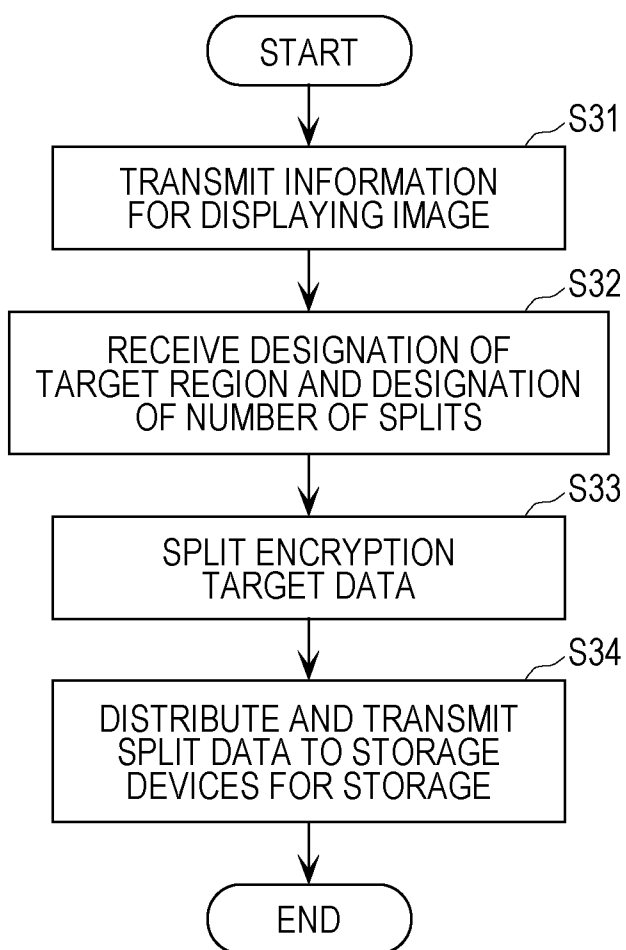 START
S31
TRANSMIT INFORMATION
FOR DISPLAYING IMAGE
S32
RECEIVE DESIGNATION OF
TARGET REGION AND DESIGNATION
OF NUMBER OF SPLITS
S33
SPLIT ENCRYPTION
TARGET DATA
S34
DISTRIBUTE AND TRANSMIT
SPLIT DATA TO STORAGE
DEVICES FOR STORAGE
END